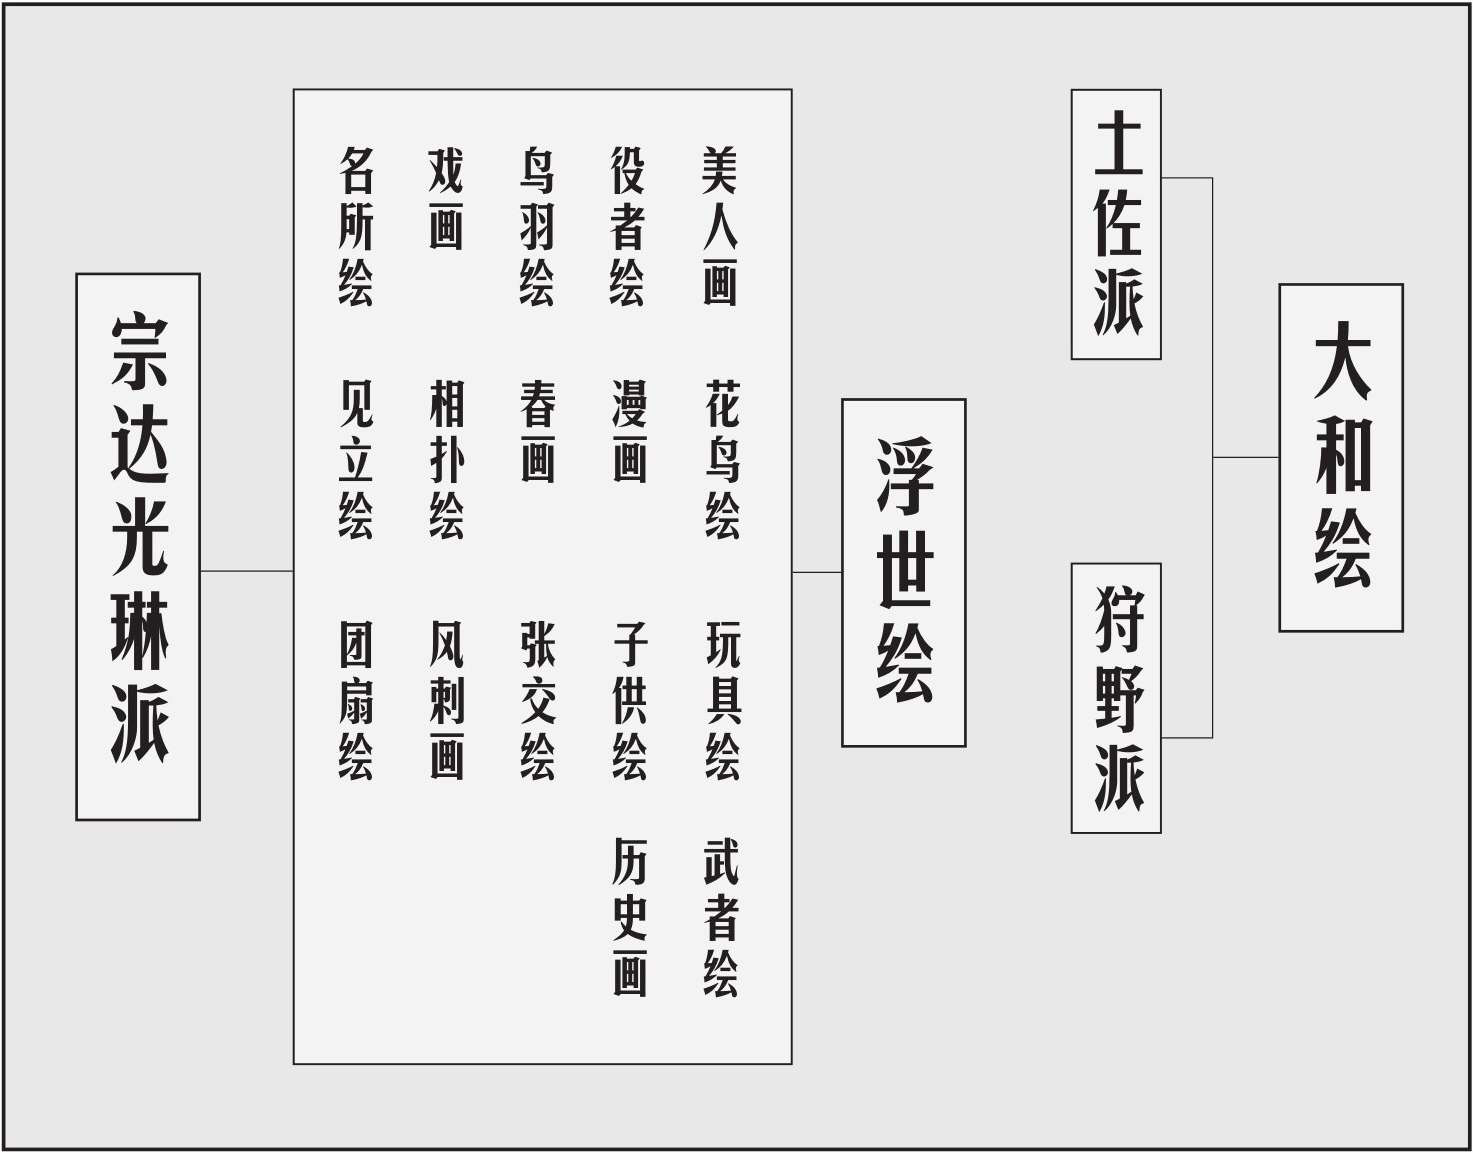 大和绘
土佐派
狩野派
浮世绘
美人画
花鸟绘
玩具绘
武者绘
役者绘
漫画
子供绘
历史画
鸟羽绘
春画
张交绘
戏画
相扑绘
风刺画
名所绘
见立绘
团扇绘
宗达光琳派